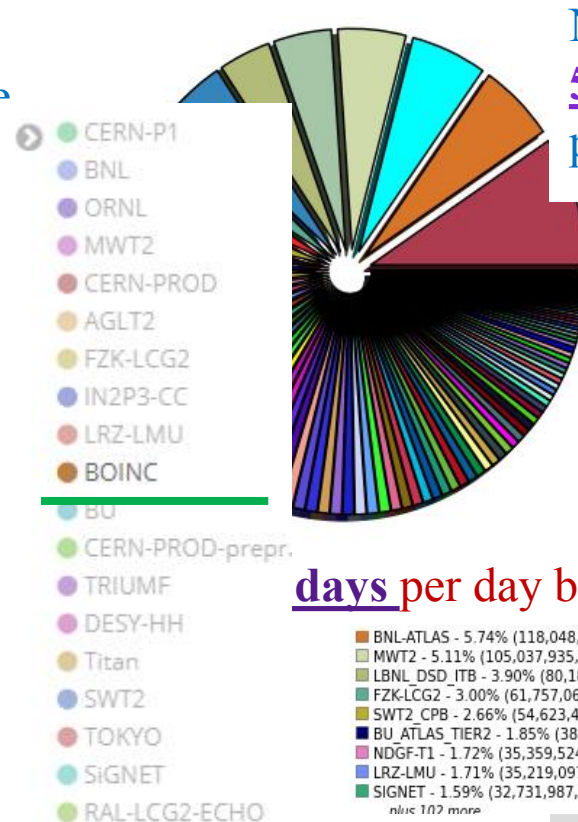 CERN-P1
BNL
ORNL
MWT2
CERN-PROD
AGLT2
FZK-LCG2
IN2P3-CC
LRZ-LMU
BOINC
BU
CERN-PROD-prepr.
TRIUMF
DESY-HH
Titan
SWT2
TOKYO
SiGNET
RAL-LCG2-ECHO
days per day b
BNL-ATLAS - 5.74% (118,048,
MWT2 - 5.11% (105,037,935,
LBNL_DSD_ITB - 3.90% (80,18
FZK-LCG2 - 3.00% (61,757,06
SWT2_CPB - 2.66% (54,623,4
BU_ATLAS_TIER2 - 1.85% (38
NDGF-T1 - 1.72% (35,359,524
LRZ-LMU - 1.71% (35,219,097
SIGNET - 1.59% (32,731,987,
plus 102 more